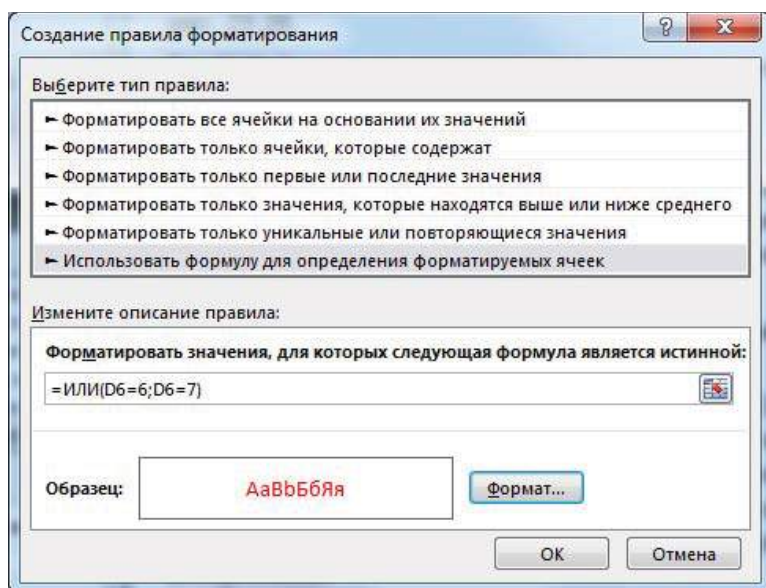 Создание правила форматирования
Выберите тип правила:
► Форматировать все ячейки на основании их значений
► Форматировать только ячейки, которые содержат
► Форматировать только первые или последние значения
► Форматировать только значения, которые находятся выше или ниже среднего
► Форматировать только уникальные или повторяющиеся значения
► Использовать формулу для определения форматируемых ячеек
Измените описание правила:
Форматировать значения, для которых следующая формула является истинной:
=ИЛИ(D6=6;D6=7)
Образец: АаВbБбЯя Формат...
ОК Отмена